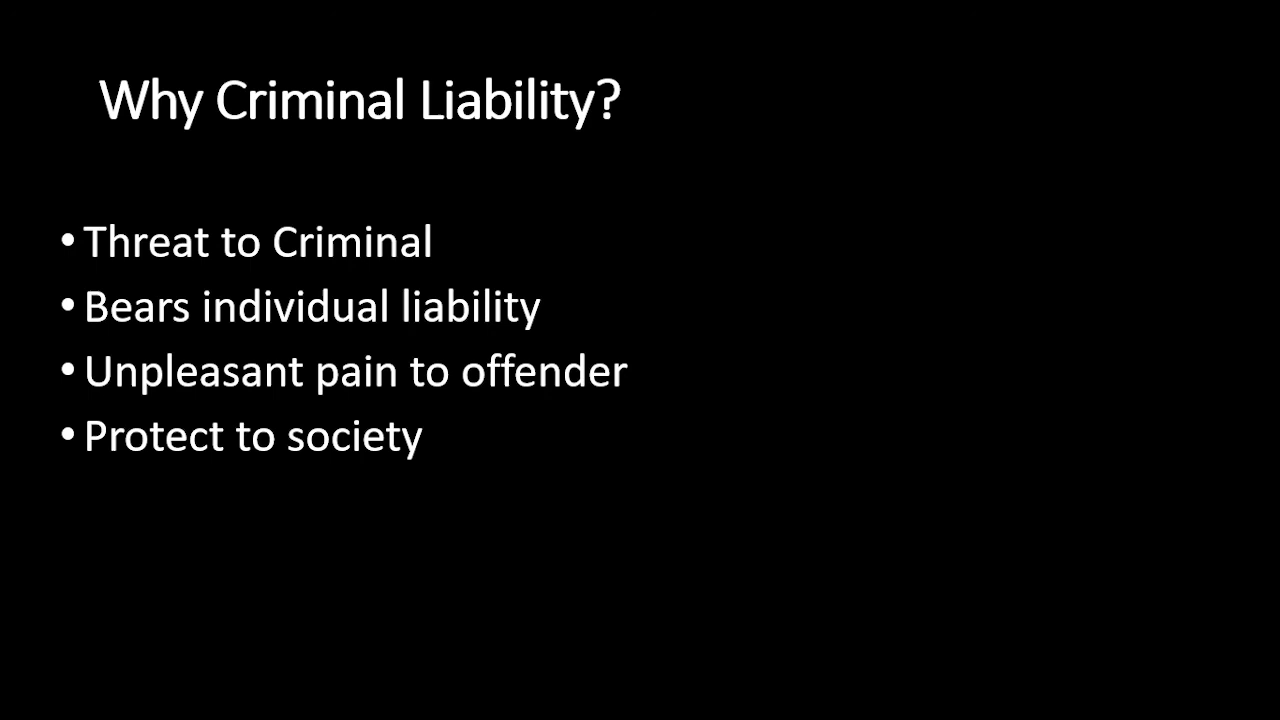 Why Criminal Liability?
• Threat to Criminal
• Bears individual liability
• Unpleasant pain to offender
• Protect to society